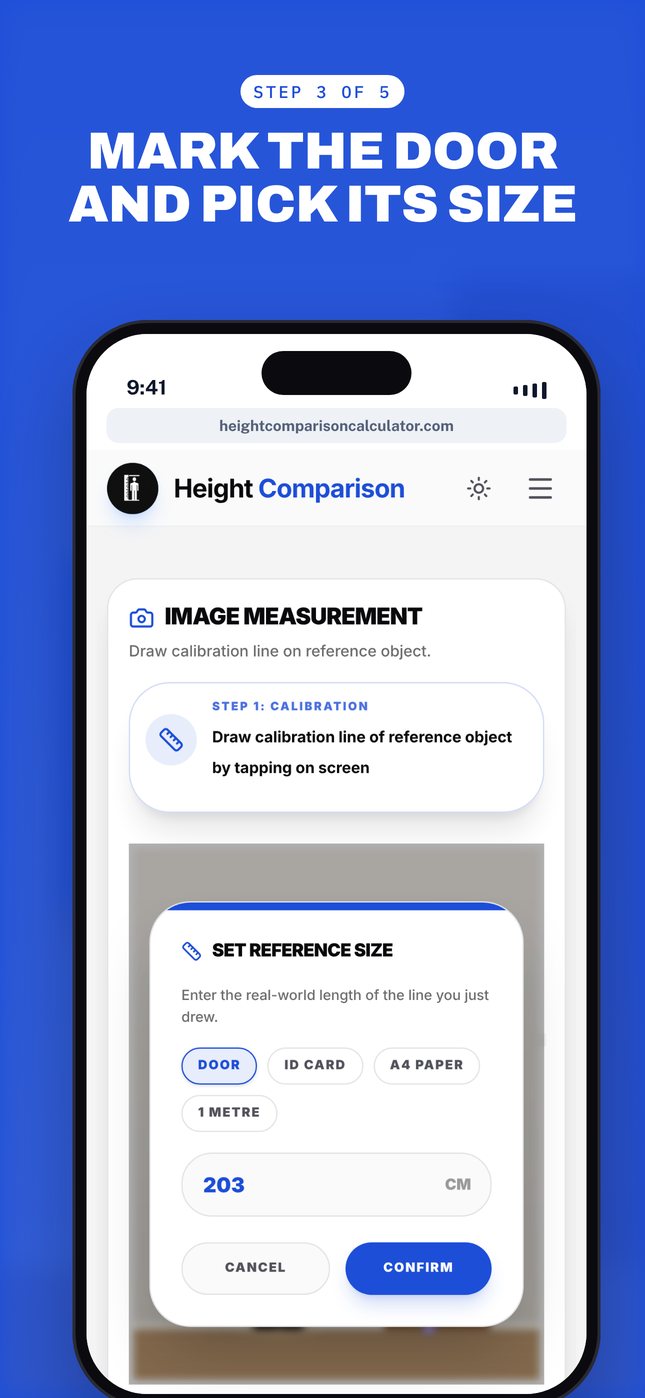 STEP 3 OF 5
MARK THE DOOR
AND PICK ITS SIZE
9:41
heightcomparisoncalculator.com
Height Comparison
IMAGE MEASUREMENT
Draw calibration line on reference object.
STEP 1: CALIBRATION
Draw calibration line of reference object
by tapping on screen
SET REFERENCE SIZE
Enter the real-world length of the line you just
drew.
DOOR ID CARD A4 PAPER
1 METRE
203 CM
CANCEL CONFIRM